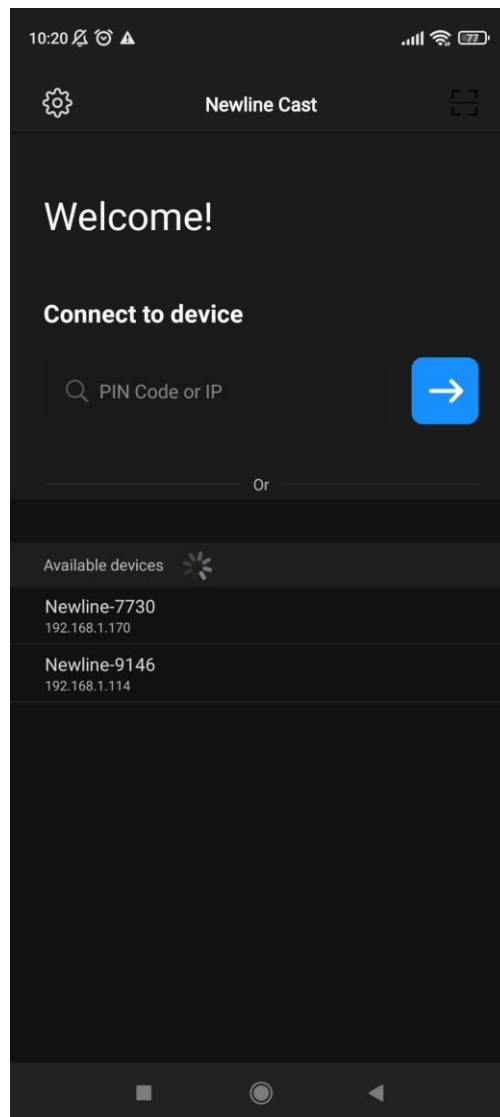 10:20
77
Newline Cast
Welcome!
Connect to device
PIN Code or IP
Or
Available devices
Newline-7730
192.168.1.170
Newline-9146
192.168.1.114